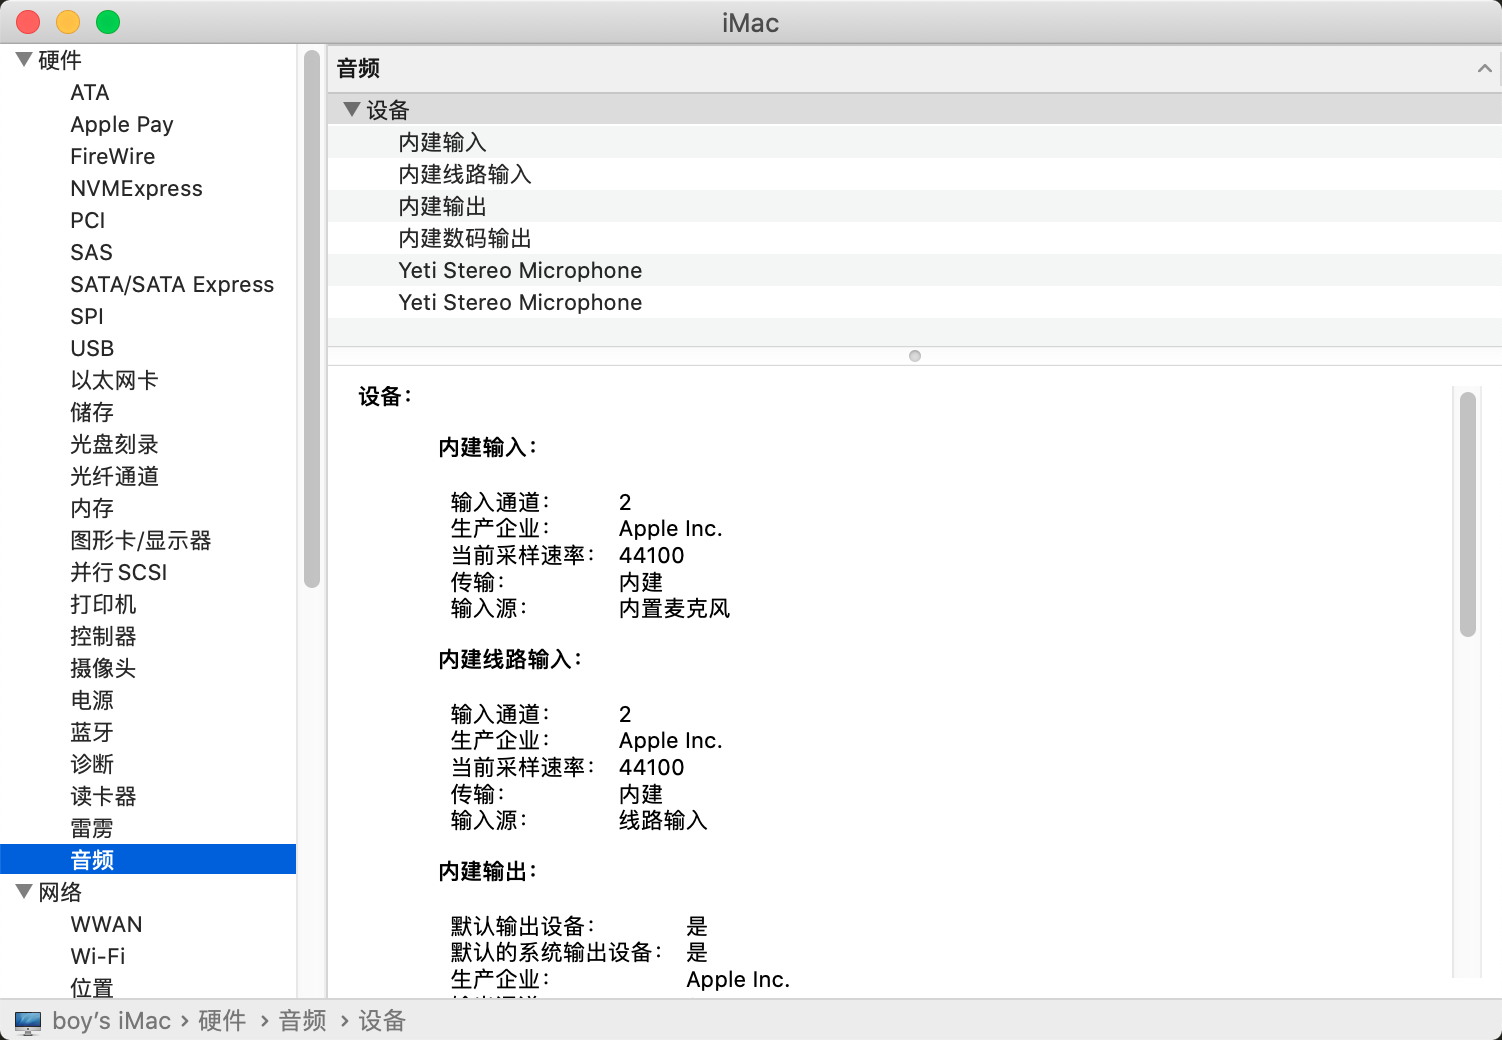 iMac
硬件
ATA
Apple Pay
FireWire
NVMExpress
PCI
SAS
SATA/SATA Express
SPI
USB
以太网卡
储存
光盘刻录
光纤通道
内存
图形卡/显示器
并行 SCSI
打印机
控制器
摄像头
电源
蓝牙
诊断
读卡器
雷雳
音频
网络
WWAN
Wi-Fi
位置
音频
设备
内建输入
内建线路输入
内建输出
内建数码输出
Yeti Stereo Microphone
Yeti Stereo Microphone
设备：
内建输入：
输入通道： 2
生产企业： Apple Inc.
当前采样速率： 44100
传输： 内建
输入源： 内置麦克风
内建线路输入：
输入通道： 2
生产企业： Apple Inc.
当前采样速率： 44100
传输： 内建
输入源： 线路输入
内建输出：
默认输出设备： 是
默认的系统输出设备： 是
生产企业： Apple Inc.
boy’s iMac › 硬件 › 音频 › 设备